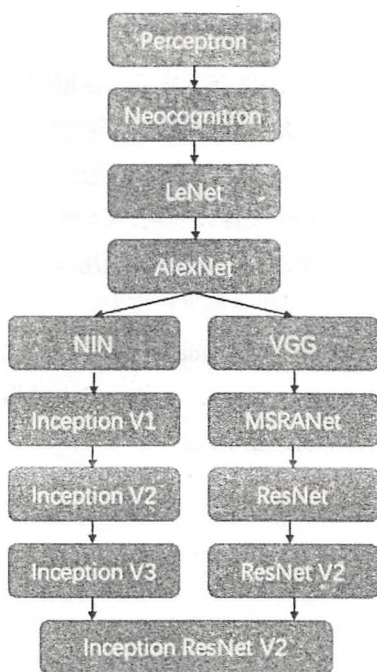 Perceptron
Neocognitron
LeNet
AlexNet
NIN
VGG
Inception V1
MSRANet
Inception V2
ResNet
Inception V3
ResNet V2
Inception ResNet V2